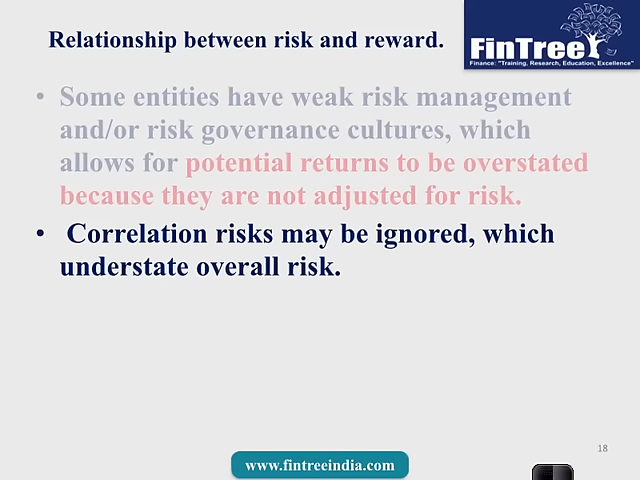 Relationship between risk and reward.
FinTree
Finance: "Training, Research, Education, Excellence"
• Some entities have weak risk management
and/or risk governance cultures, which
allows for potential returns to be overstated
because they are not adjusted for risk.
• Correlation risks may be ignored, which
understate overall risk.
18
www.fintreeindia.com